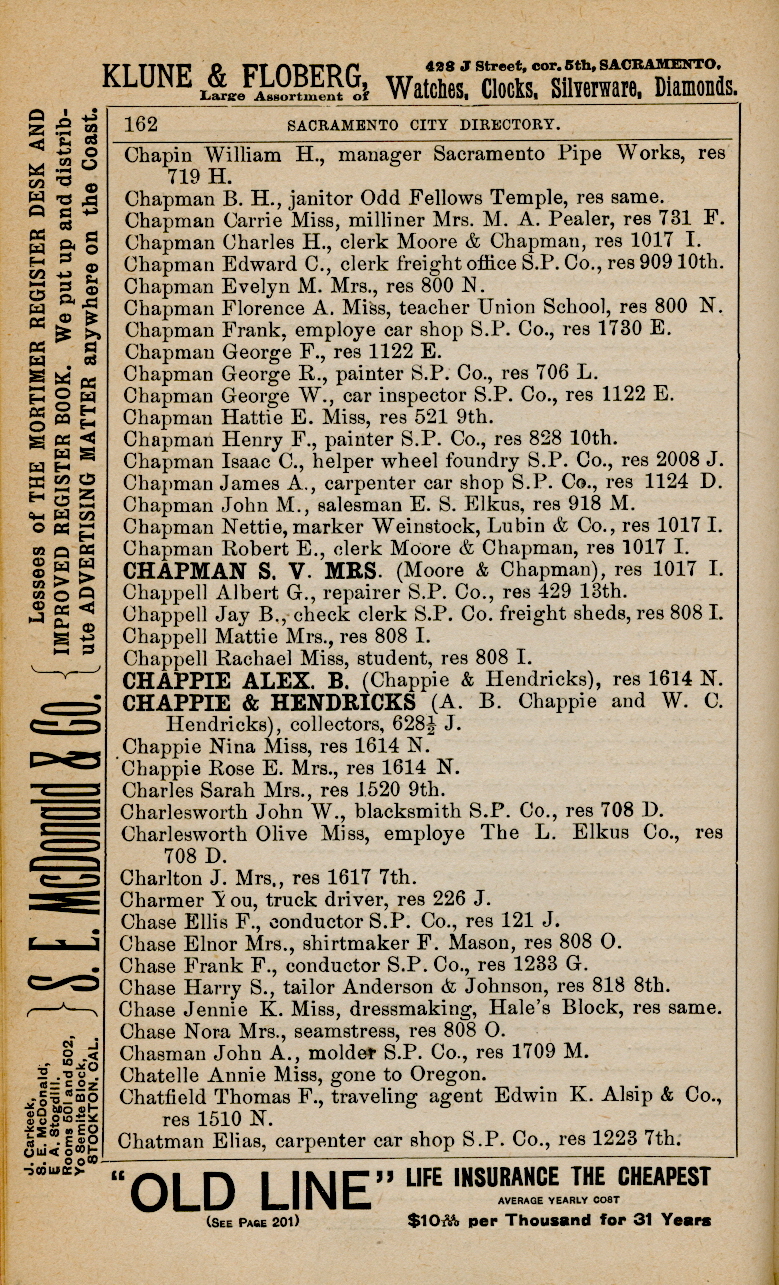 KLUNE & FLOBERG, 428 J Street, cor. 5th, SACRAMENTO.
Large Assortment of Watches, Clocks, Silverware, Diamonds.
162 SACRAMENTO CITY DIRECTORY.
Chapin William H., manager Sacramento Pipe Works, res
719 H.
Chapman B. H., janitor Odd Fellows Temple, res same.
Chapman Carrie Miss, milliner Mrs. M. A. Pealer, res 731 F.
Chapman Charles H., clerk Moore & Chapman, res 1017 I.
Chapman Edward C., clerk freight office S.P. Co., res 909 10th.
Chapman Evelyn M. Mrs., res 800 N.
Chapman Florence A. Miss, teacher Union School, res 800 N.
Chapman Frank, employe car shop S.P. Co., res 1730 E.
Chapman George F., res 1122 E.
Chapman George R., painter S.P. Co., res 706 L.
Chapman George W., car inspector S.P. Co., res 1122 E.
Chapman Hattie E. Miss, res 521 9th.
Chapman Henry F., painter S.P. Co., res 828 10th.
Chapman Isaac C., helper wheel foundry S.P. Co., res 2008 J.
Chapman James A., carpenter car shop S.P. Co., res 1124 D.
Chapman John M., salesman E. S. Elkus, res 918 M.
Chapman Nettie, marker Weinstock, Lubin & Co., res 1017 I.
Chapman Robert E., clerk Moore & Chapman, res 1017 I.
CHAPMAN S. V. MRS. (Moore & Chapman), res 1017 I.
Chappell Albert G., repairer S.P. Co., res 429 13th.
Chappell Jay B., check clerk S.P. Co. freight sheds, res 808 I.
Chappell Mattie Mrs., res 808 I.
Chappell Rachael Miss, student, res 808 I.
CHAPPIE ALEX. B. (Chappie & Hendricks), res 1614 N.
CHAPPIE & HENDRICKS (A. B. Chappie and W. C.
Hendricks), collectors, 628½ J.
Chappie Nina Miss, res 1614 N.
Chappie Rose E. Mrs., res 1614 N.
Charles Sarah Mrs., res 1520 9th.
Charlesworth John W., blacksmith S.P. Co., res 708 D.
Charlesworth Olive Miss, employe The L. Elkus Co., res
708 D.
Charlton J. Mrs., res 1617 7th.
Charmer You, truck driver, res 226 J.
Chase Ellis F., conductor S.P. Co., res 121 J.
Chase Elnor Mrs., shirtmaker F. Mason, res 808 O.
Chase Frank F., conductor S.P. Co., res 1233 G.
Chase Harry S., tailor Anderson & Johnson, res 818 8th.
Chase Jennie K. Miss, dressmaking, Hale's Block, res same.
Chase Nora Mrs., seamstress, res 808 O.
Chasman John A., molder S.P. Co., res 1709 M.
Chatelle Annie Miss, gone to Oregon.
Chatfield Thomas F., traveling agent Edwin K. Alsip & Co.,
res 1510 N.
Chatman Elias, carpenter car shop S.P. Co., res 1223 7th.
J. Carkeek,
S. E. McDonald,
E. A. Stogdill.
Rooms 501 and 502,
Yo Semite Block,
STOCKTON, CAL.
S. E. McDonald & Co.
Lessees of THE MORTIMER REGISTER DESK AND
IMPROVED REGISTER BOOK. We put up and distrib-
ute ADVERTISING MATTER anywhere on the Coast.
"OLD LINE" LIFE INSURANCE THE CHEAPEST
(SEE PAGE 201)
AVERAGE YEARLY COST
per Thousand for 31 Years